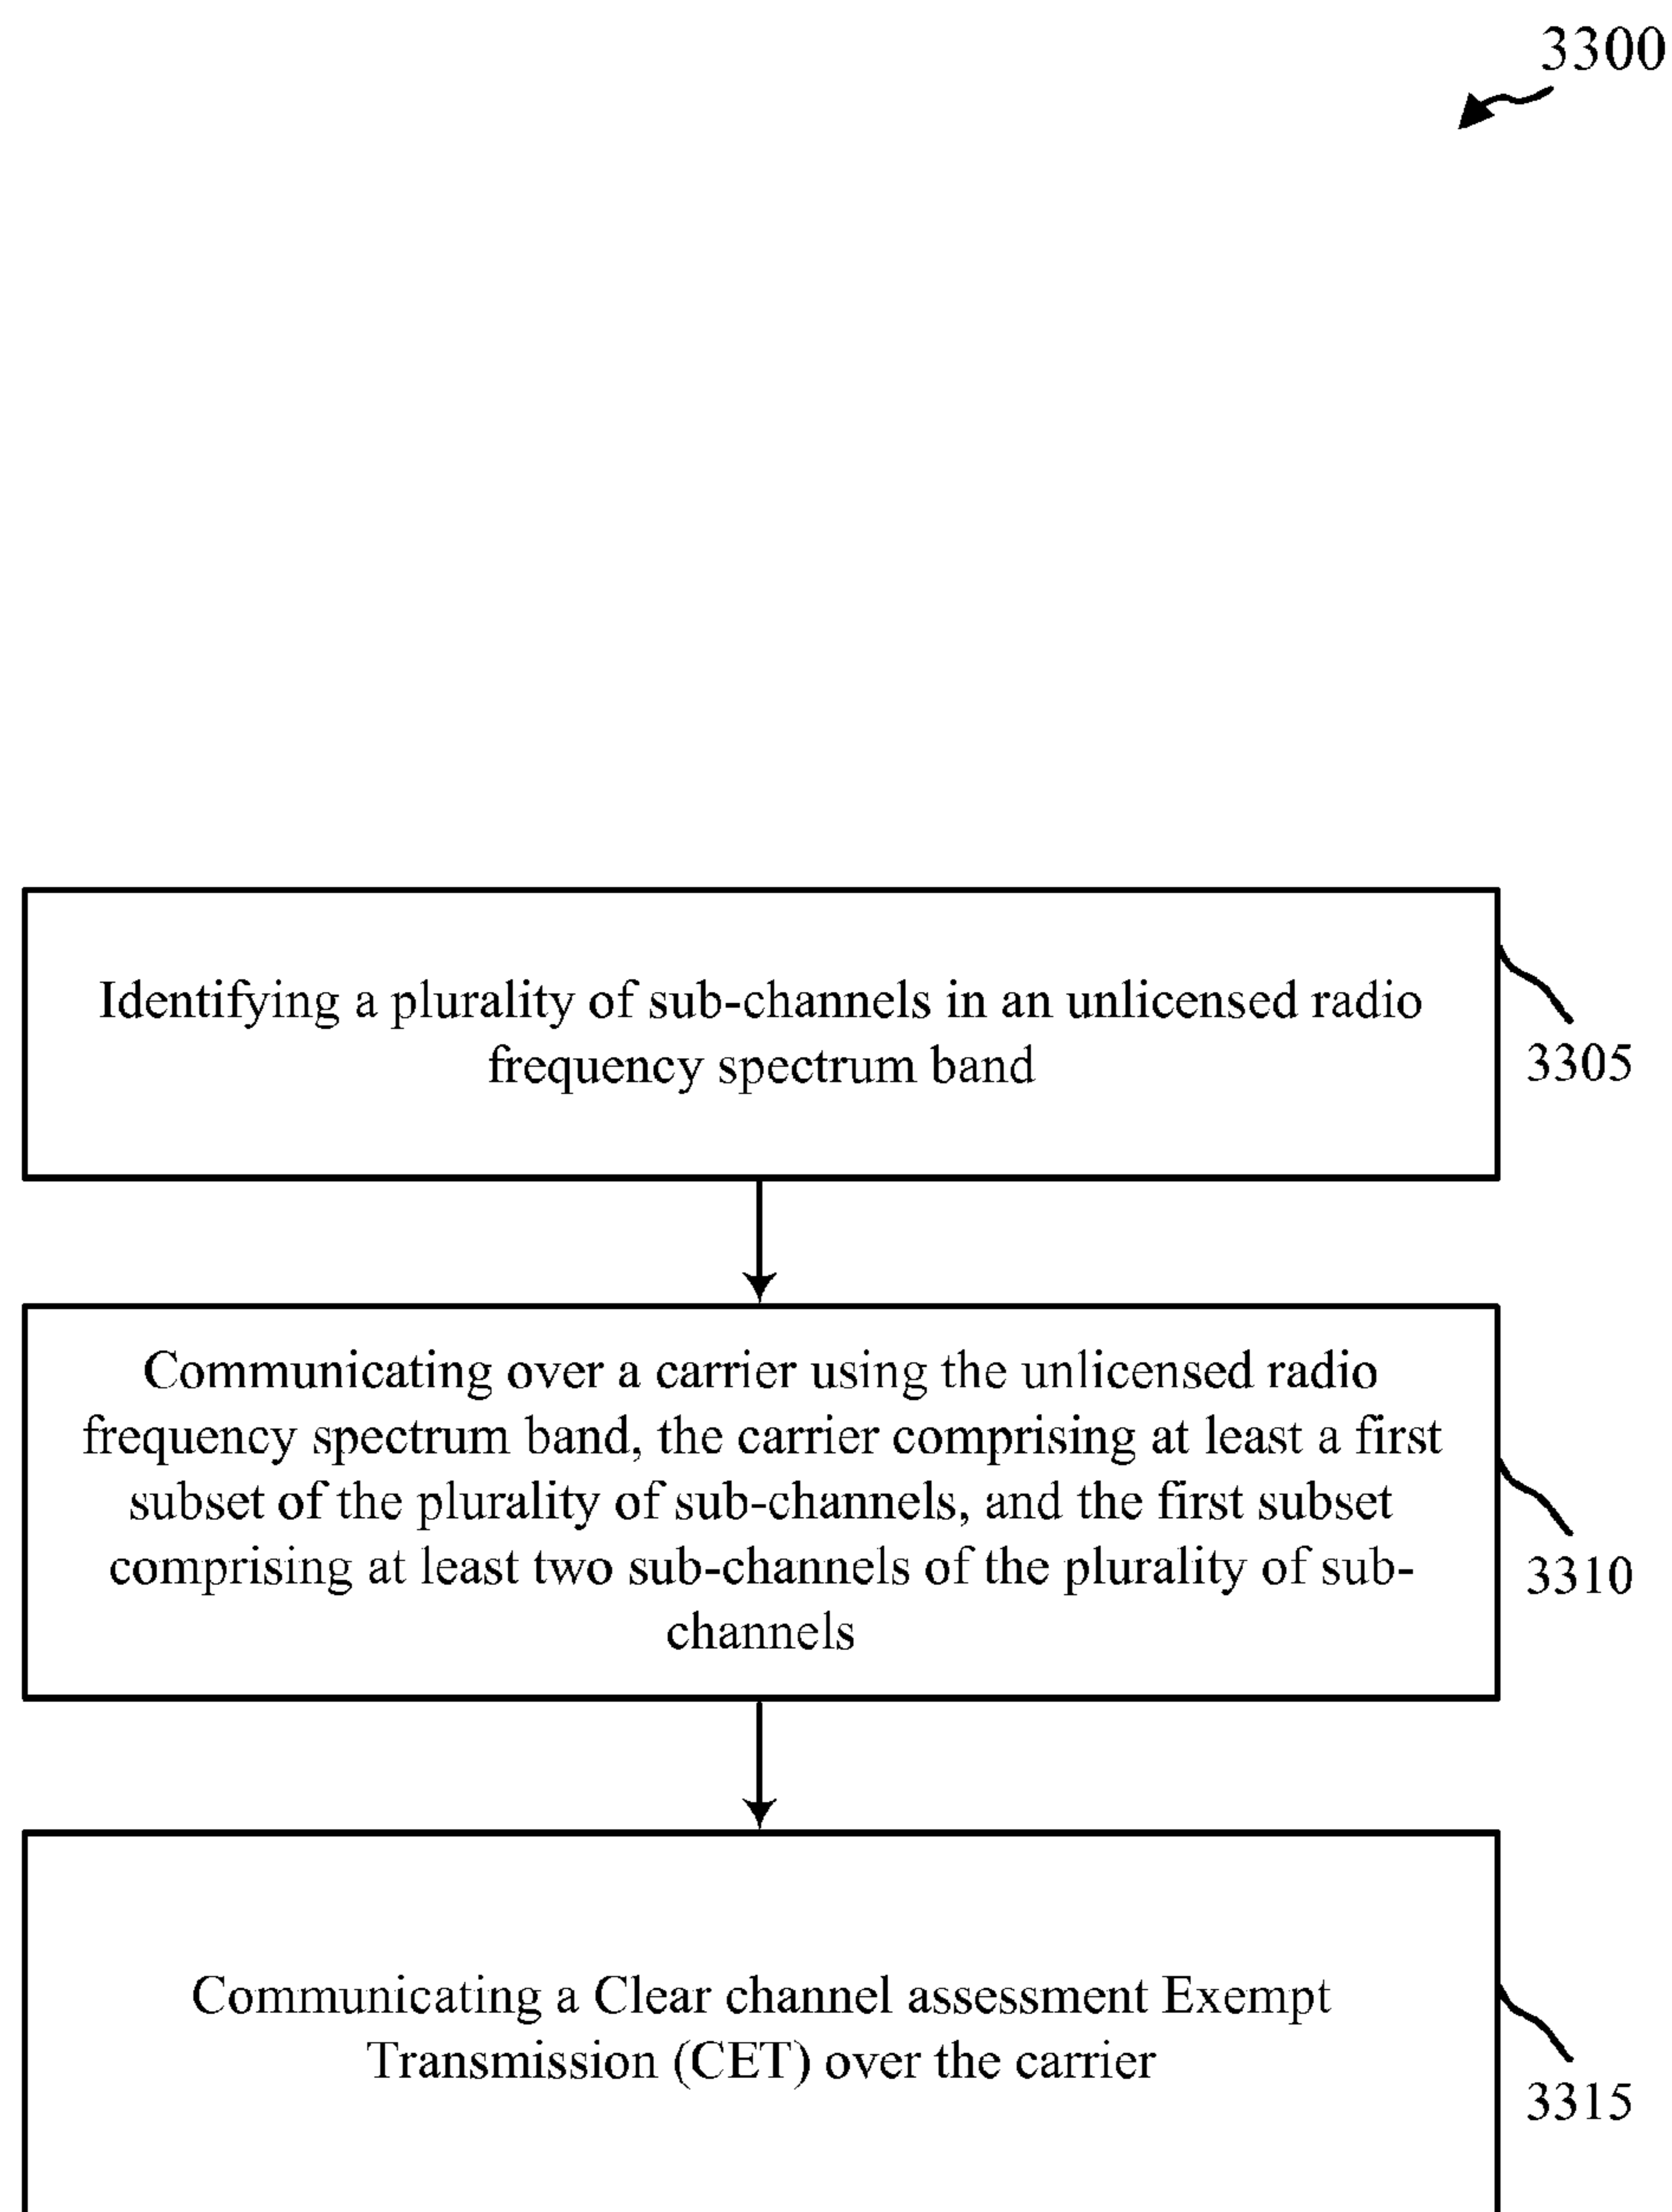 3300
Identifying a plurality of sub-channels in an unlicensed radio
frequency spectrum band
3305
Communicating over a carrier using the unlicensed radio
frequency spectrum band, the carrier comprising at least a first
subset of the plurality of sub-channels, and the first subset
comprising at least two sub-channels of the plurality of sub-
channels
3310
Communicating a Clear channel assessment Exempt
Transmission (CET) over the carrier
3315